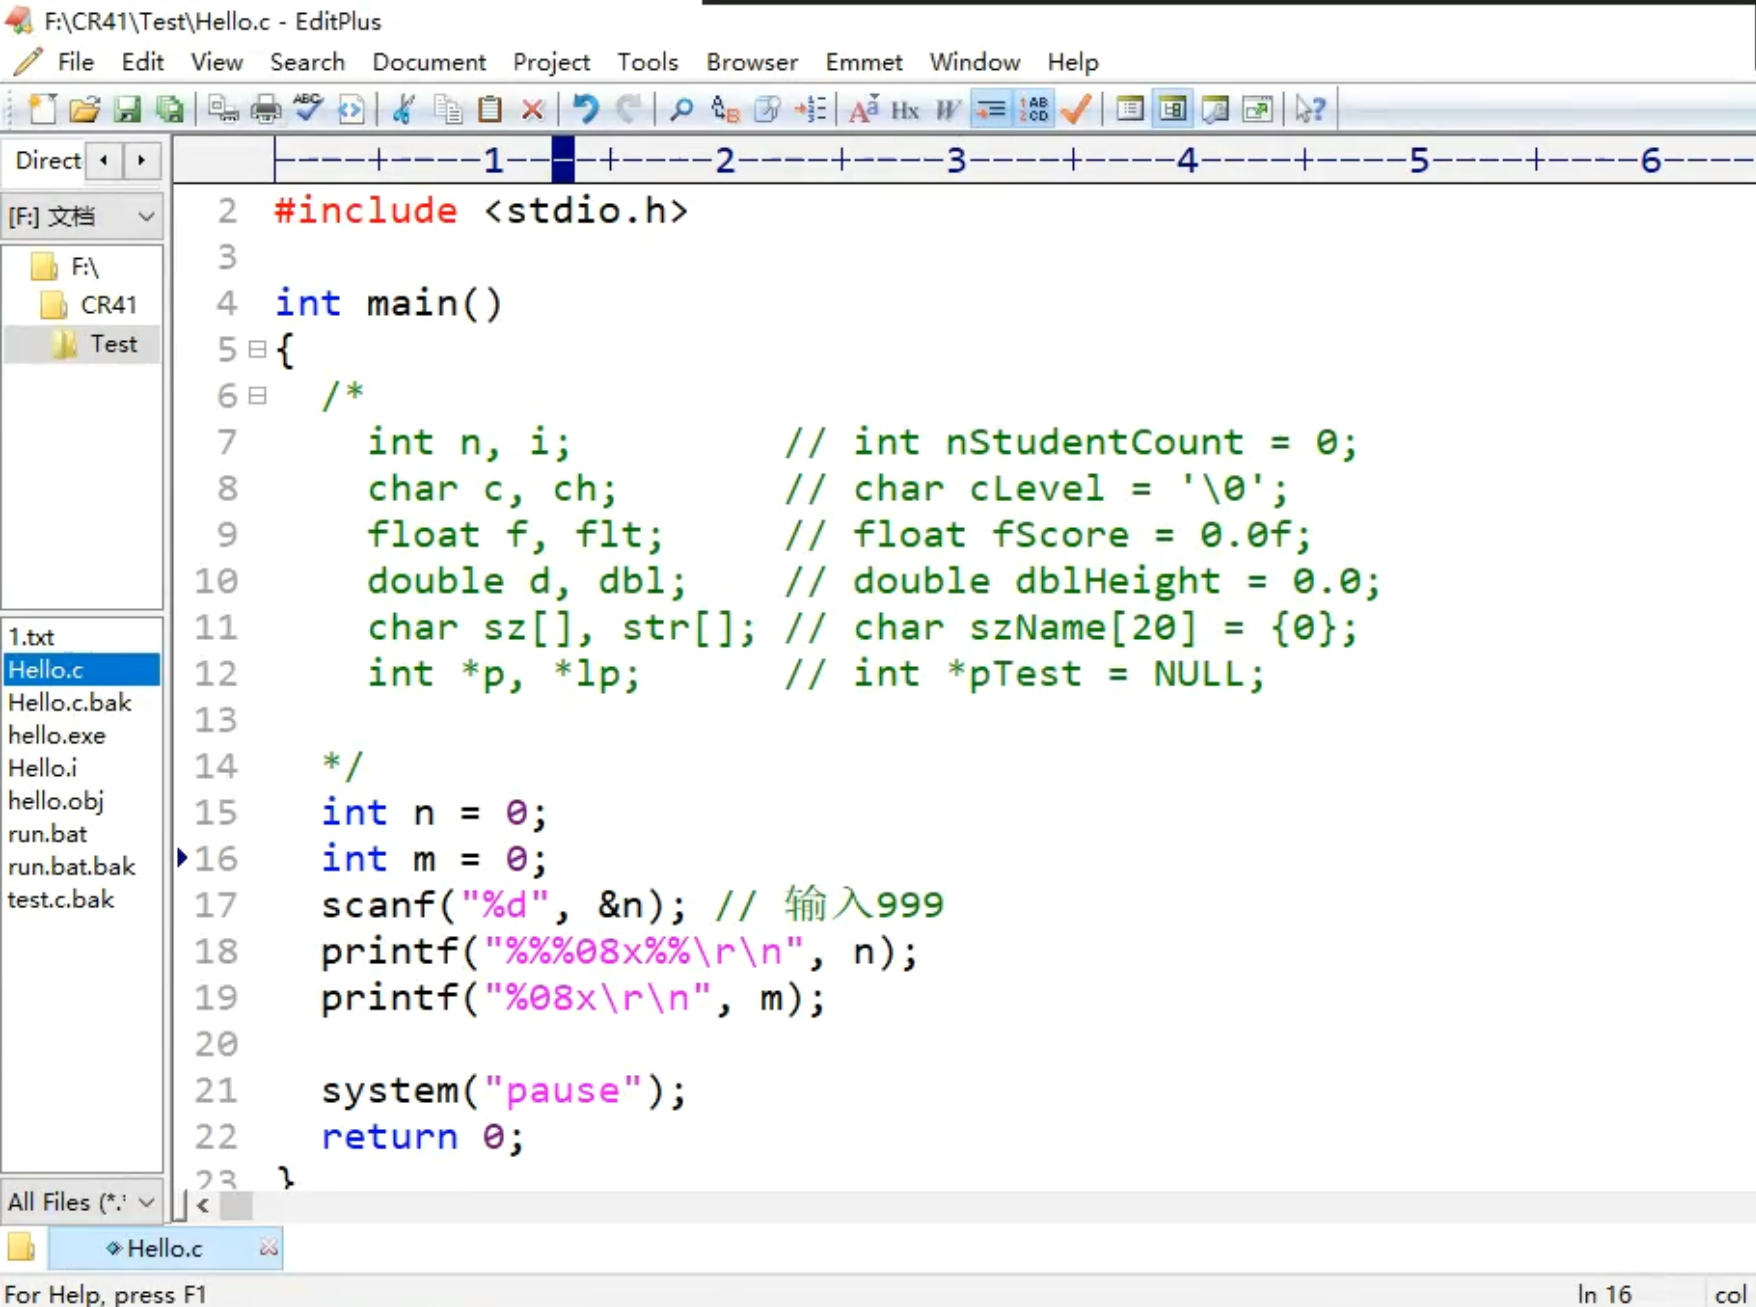 F:\CR41\Test\Hello.c - EditPlus
File Edit View Search Document Project Tools Browser Emmet Window Help
Direct
----+----1----+----2----+----3----+----4----+----5----+----6----
[F:] 文档
F:\
CR41
Test
1.txt
Hello.c
Hello.c.bak
hello.exe
Hello.i
hello.obj
run.bat
run.bat.bak
test.c.bak
All Files (*.*
2 #include <stdio.h>
3
4 int main()
5 {
6   /*
7     int n, i;         // int nStudentCount = 0;
8     char c, ch;       // char cLevel = '\0';
9     float f, flt;     // float fScore = 0.0f;
10     double d, dbl;    // double dblHeight = 0.0;
11     char sz[], str[]; // char szName[20] = {0};
12     int *p, *lp;      // int *pTest = NULL;
13
14   */
15   int n = 0;
16   int m = 0;
17   scanf("%d", &n); // 输入999
18   printf("%%%08x%%\r\n", n);
19   printf("%08x\r\n", m);
20
21   system("pause");
22   return 0;
23 }
Hello.c
For Help, press F1
ln 16 col